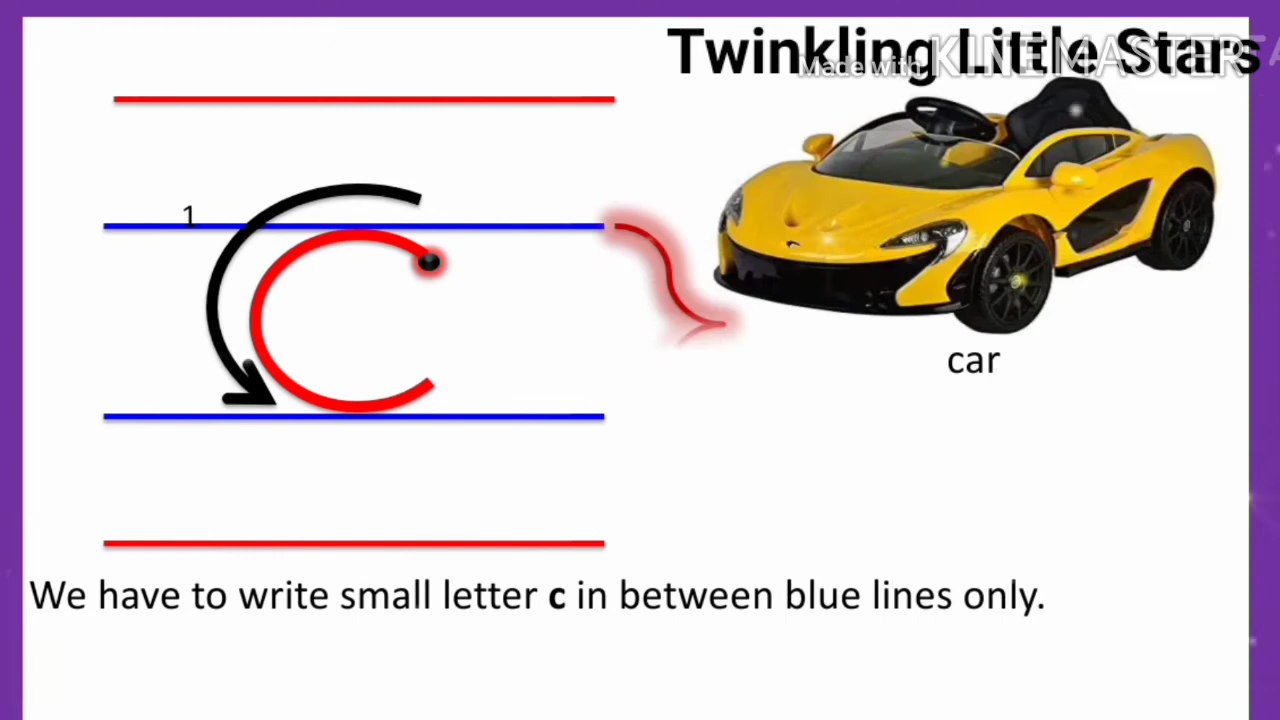 Twinkling Little Stars
Made with KINEMASTER
1
c
car
We have to write small letter c in between blue lines only.